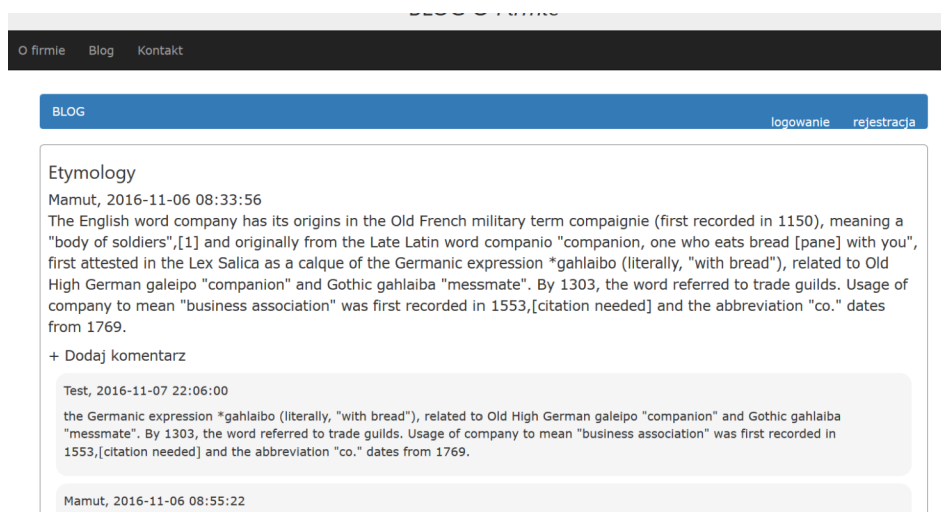 BLOG O Firmie
O firmie Blog Kontakt
BLOG
logowanie rejestracja
Etymology
Mamut, 2016-11-06 08:33:56
The English word company has its origins in the Old French military term compaignie (first recorded in 1150), meaning a
"body of soldiers",[1] and originally from the Late Latin word companio "companion, one who eats bread [pane] with you",
first attested in the Lex Salica as a calque of the Germanic expression *gahlaibo (literally, "with bread"), related to Old
High German galeipo "companion" and Gothic gahlaiba "messmate". By 1303, the word referred to trade guilds. Usage of
company to mean "business association" was first recorded in 1553,[citation needed] and the abbreviation "co." dates
from 1769.
+ Dodaj komentarz
Test, 2016-11-07 22:06:00
the Germanic expression *gahlaibo (literally, "with bread"), related to Old High German galeipo "companion" and Gothic gahlaiba
"messmate". By 1303, the word referred to trade guilds. Usage of company to mean "business association" was first recorded in
1553,[citation needed] and the abbreviation "co." dates from 1769.
Mamut, 2016-11-06 08:55:22